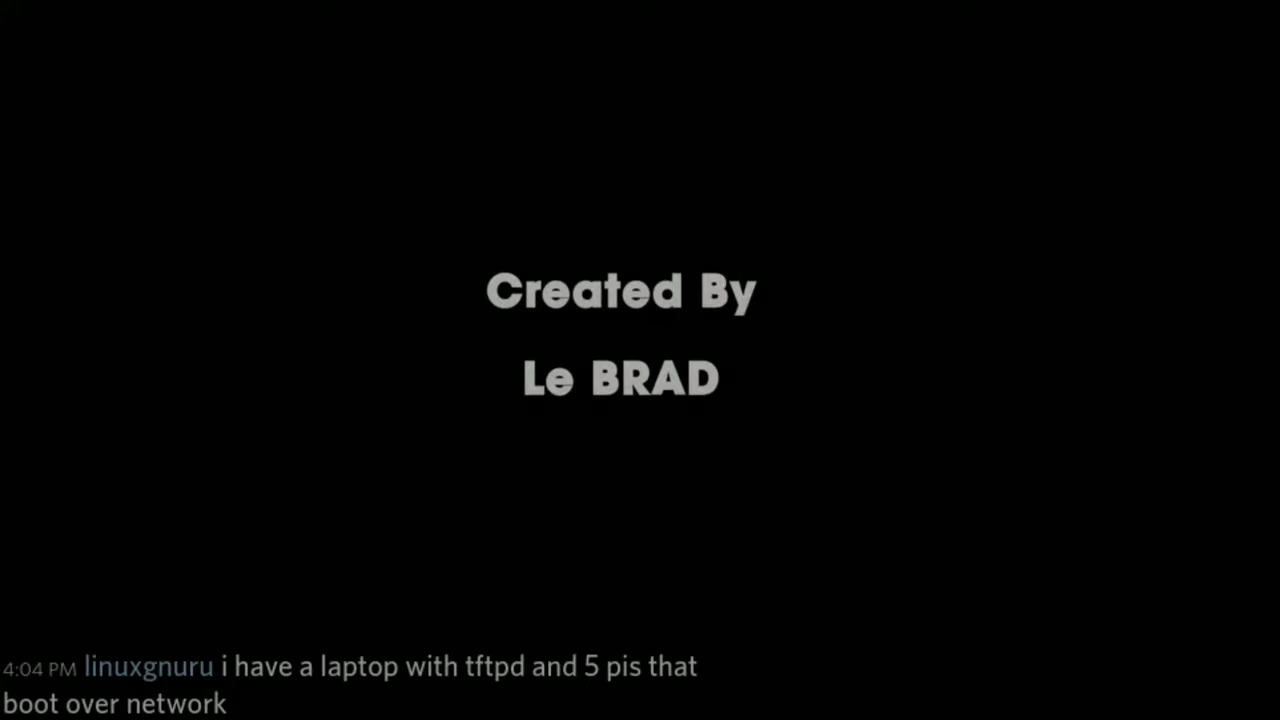 Created By
Le BRAD
4:04 PM linuxgnuru i have a laptop with tftpd and 5 pis that
boot over network